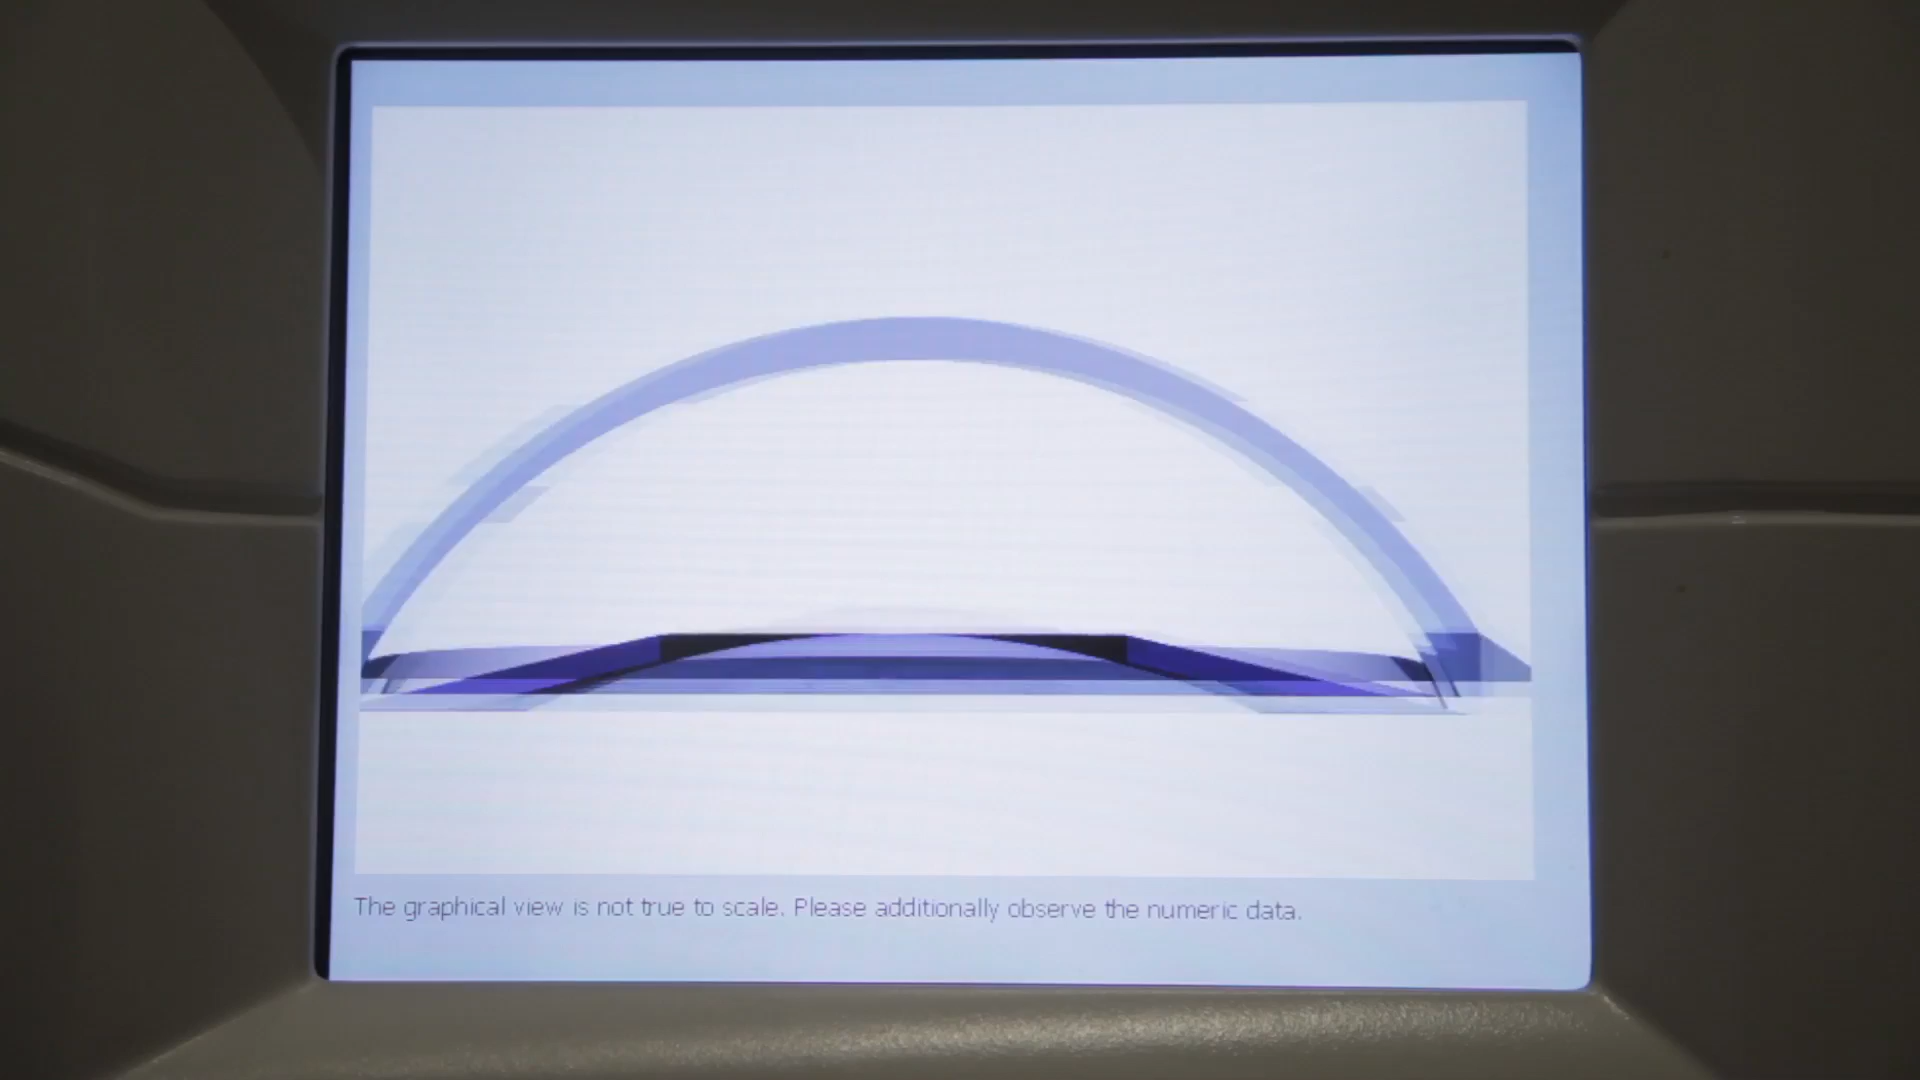 The graphical view is not true to scale. Please additionally observe the numeric data.